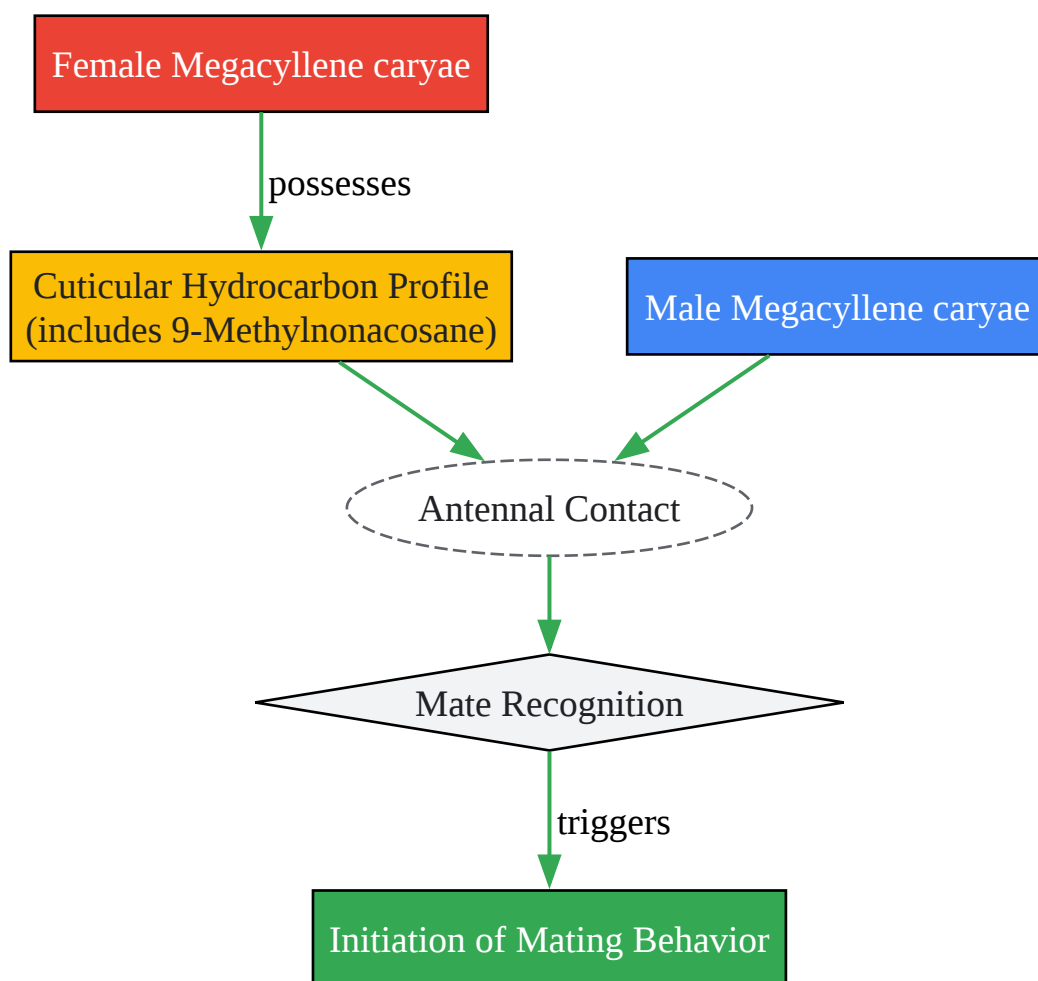 Female Megacyllene caryae
possesses
Cuticular Hydrocarbon Profile
(includes 9-Methylnonacosane)
Male Megacyllene caryae
Antennal Contact
Mate Recognition
triggers
Initiation of Mating Behavior